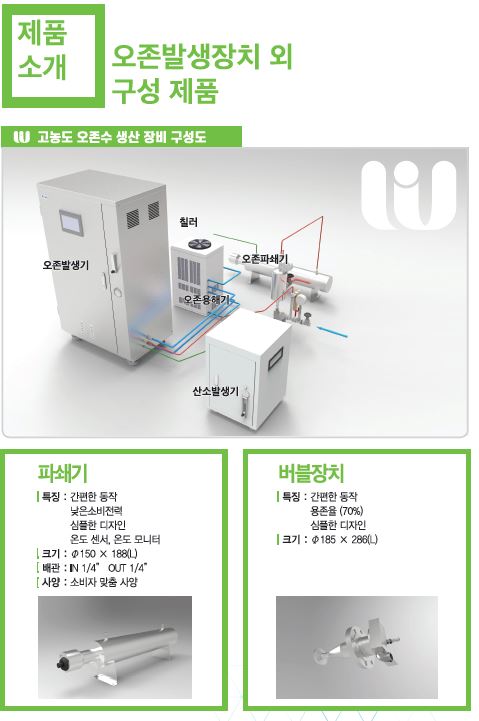 제품
소개
오존발생장치 외
구성 제품
고농도 오존수 생산 장비 구성도
칠러
오존발생기
오존파쇄기
오존용해기
산소발생기
파쇄기
특징 : 간편한 동작
낮은소비전력
심플한 디자인
온도 센서, 온도 모니터
크기 : φ150 × 188(L)
배관 : IN 1/4" OUT 1/4"
사양 : 소비자 맞춤 사양
버블장치
특징 : 간편한 동작
용존율 (70%)
심플한 디자인
크기 : φ185 × 286(L)